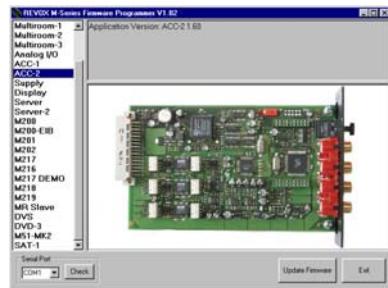 REVOX M-Series Firmware Programmer V1.02
Multiroom-1
Multiroom-2
Multiroom-3
Analog I/O
ACC-1
ACC-2
Supply
Display
Server
Server-2
M200
M200-EIB
M201
M202
M217
M216
M217 DEMO
M218
M219
MR Slave
DVS
DVD-3
M51-MK2
SAT-1
Application Version: ACC-2 1.60
Serial Port
COM1
Check
Update Firmware
Exit